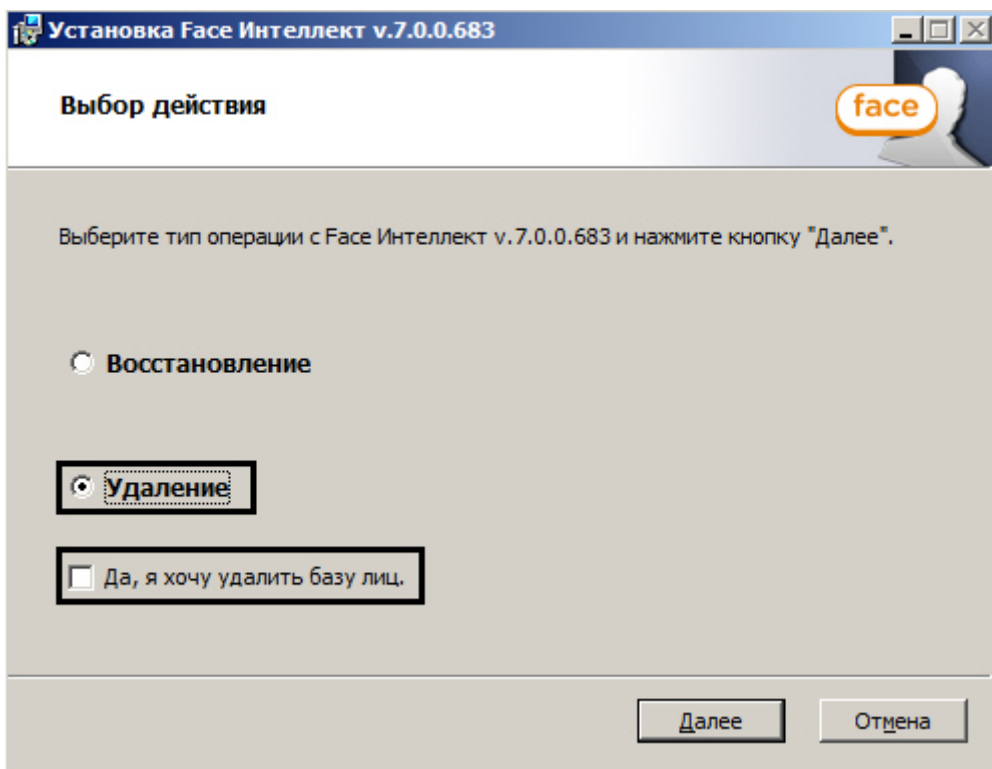 Установка Face Интеллект v.7.0.0.683
Выбор действия
face
Выберите тип операции с Face Интеллект v.7.0.0.683 и нажмите кнопку "Далее".
Восстановление
Удаление
Да, я хочу удалить базу лиц.
Далее Отмена